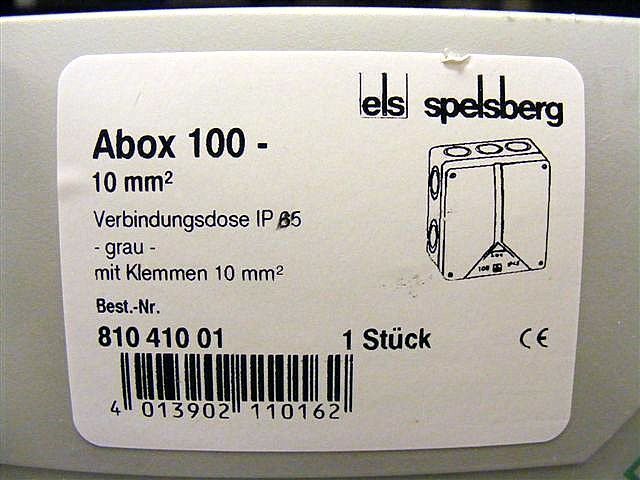 els spelsberg
Abox 100 -
10 mm²
Verbindungsdose IP 65
- grau -
mit Klemmen 10 mm²
Best.-Nr.
810 410 01 1 Stück CE
4 013902 110162